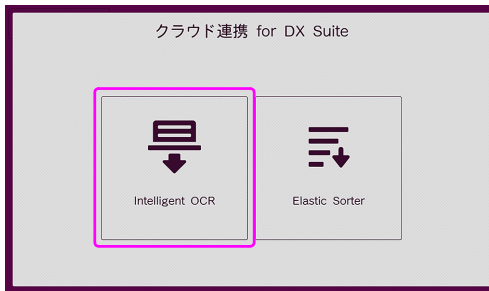 クラウド連携 for DX Suite
Intelligent OCR
Elastic Sorter